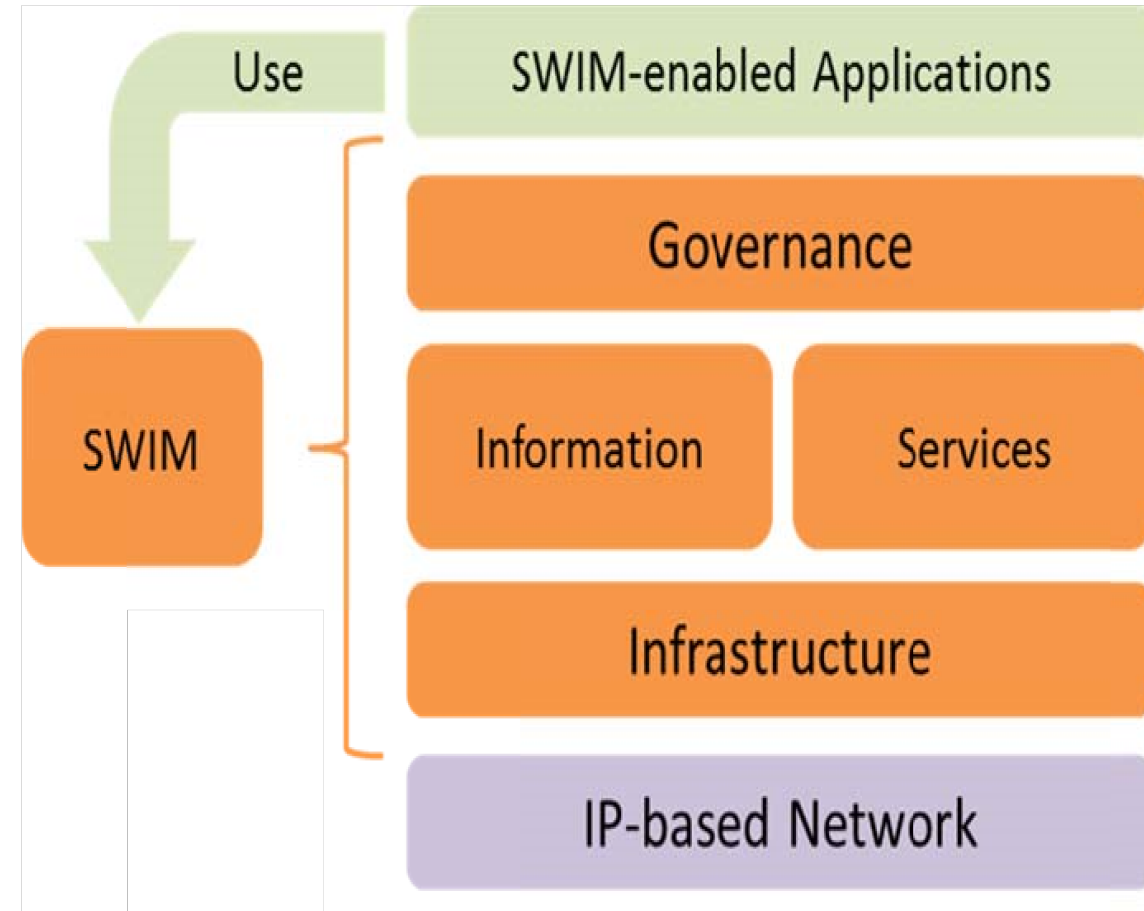 Use
SWIM-enabled Applications
Governance
SWIM
Information
Services
Infrastructure
IP-based Network